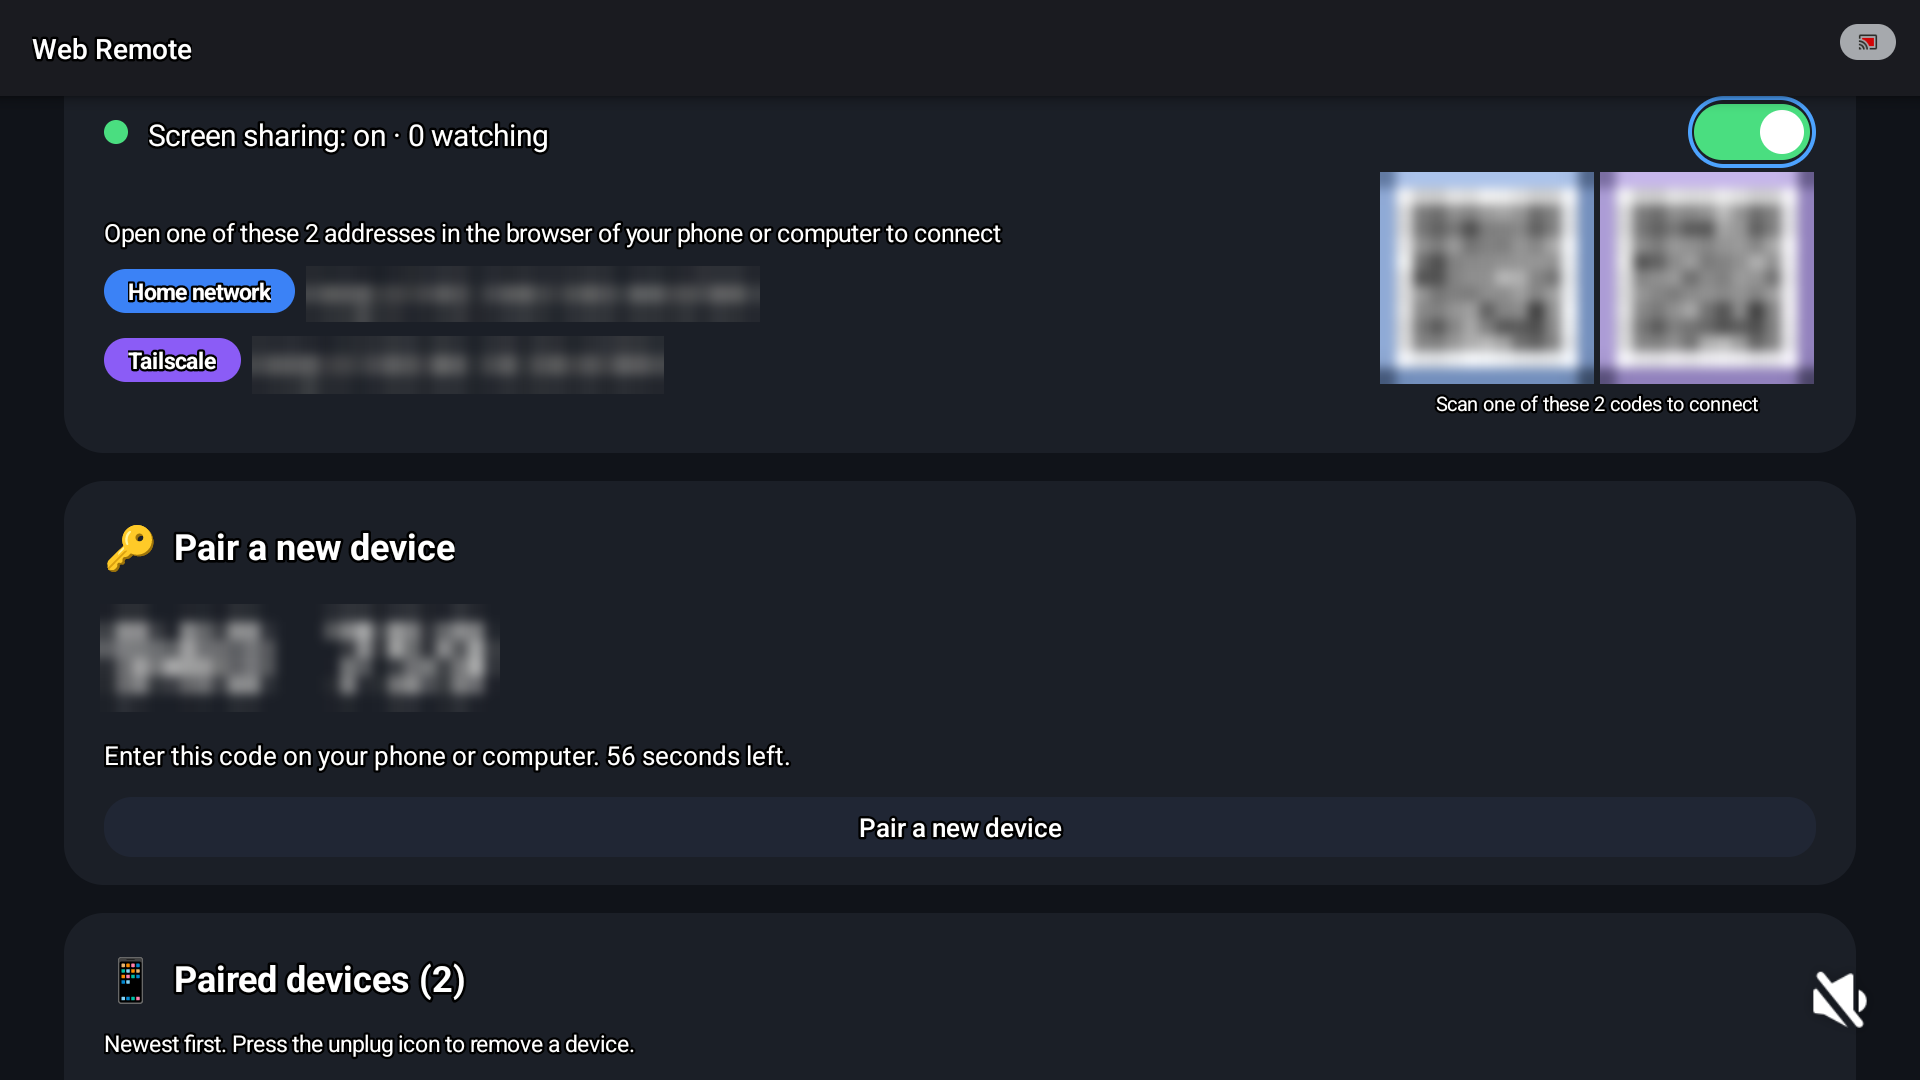 Web Remote
Screen sharing: on · 0 watching
Open one of these 2 addresses in the browser of your phone or computer to connect
Home network
Tailscale
Scan one of these 2 codes to connect
🔑 Pair a new device
Enter this code on your phone or computer. 56 seconds left.
Pair a new device
📱 Paired devices (2)
Newest first. Press the unplug icon to remove a device.